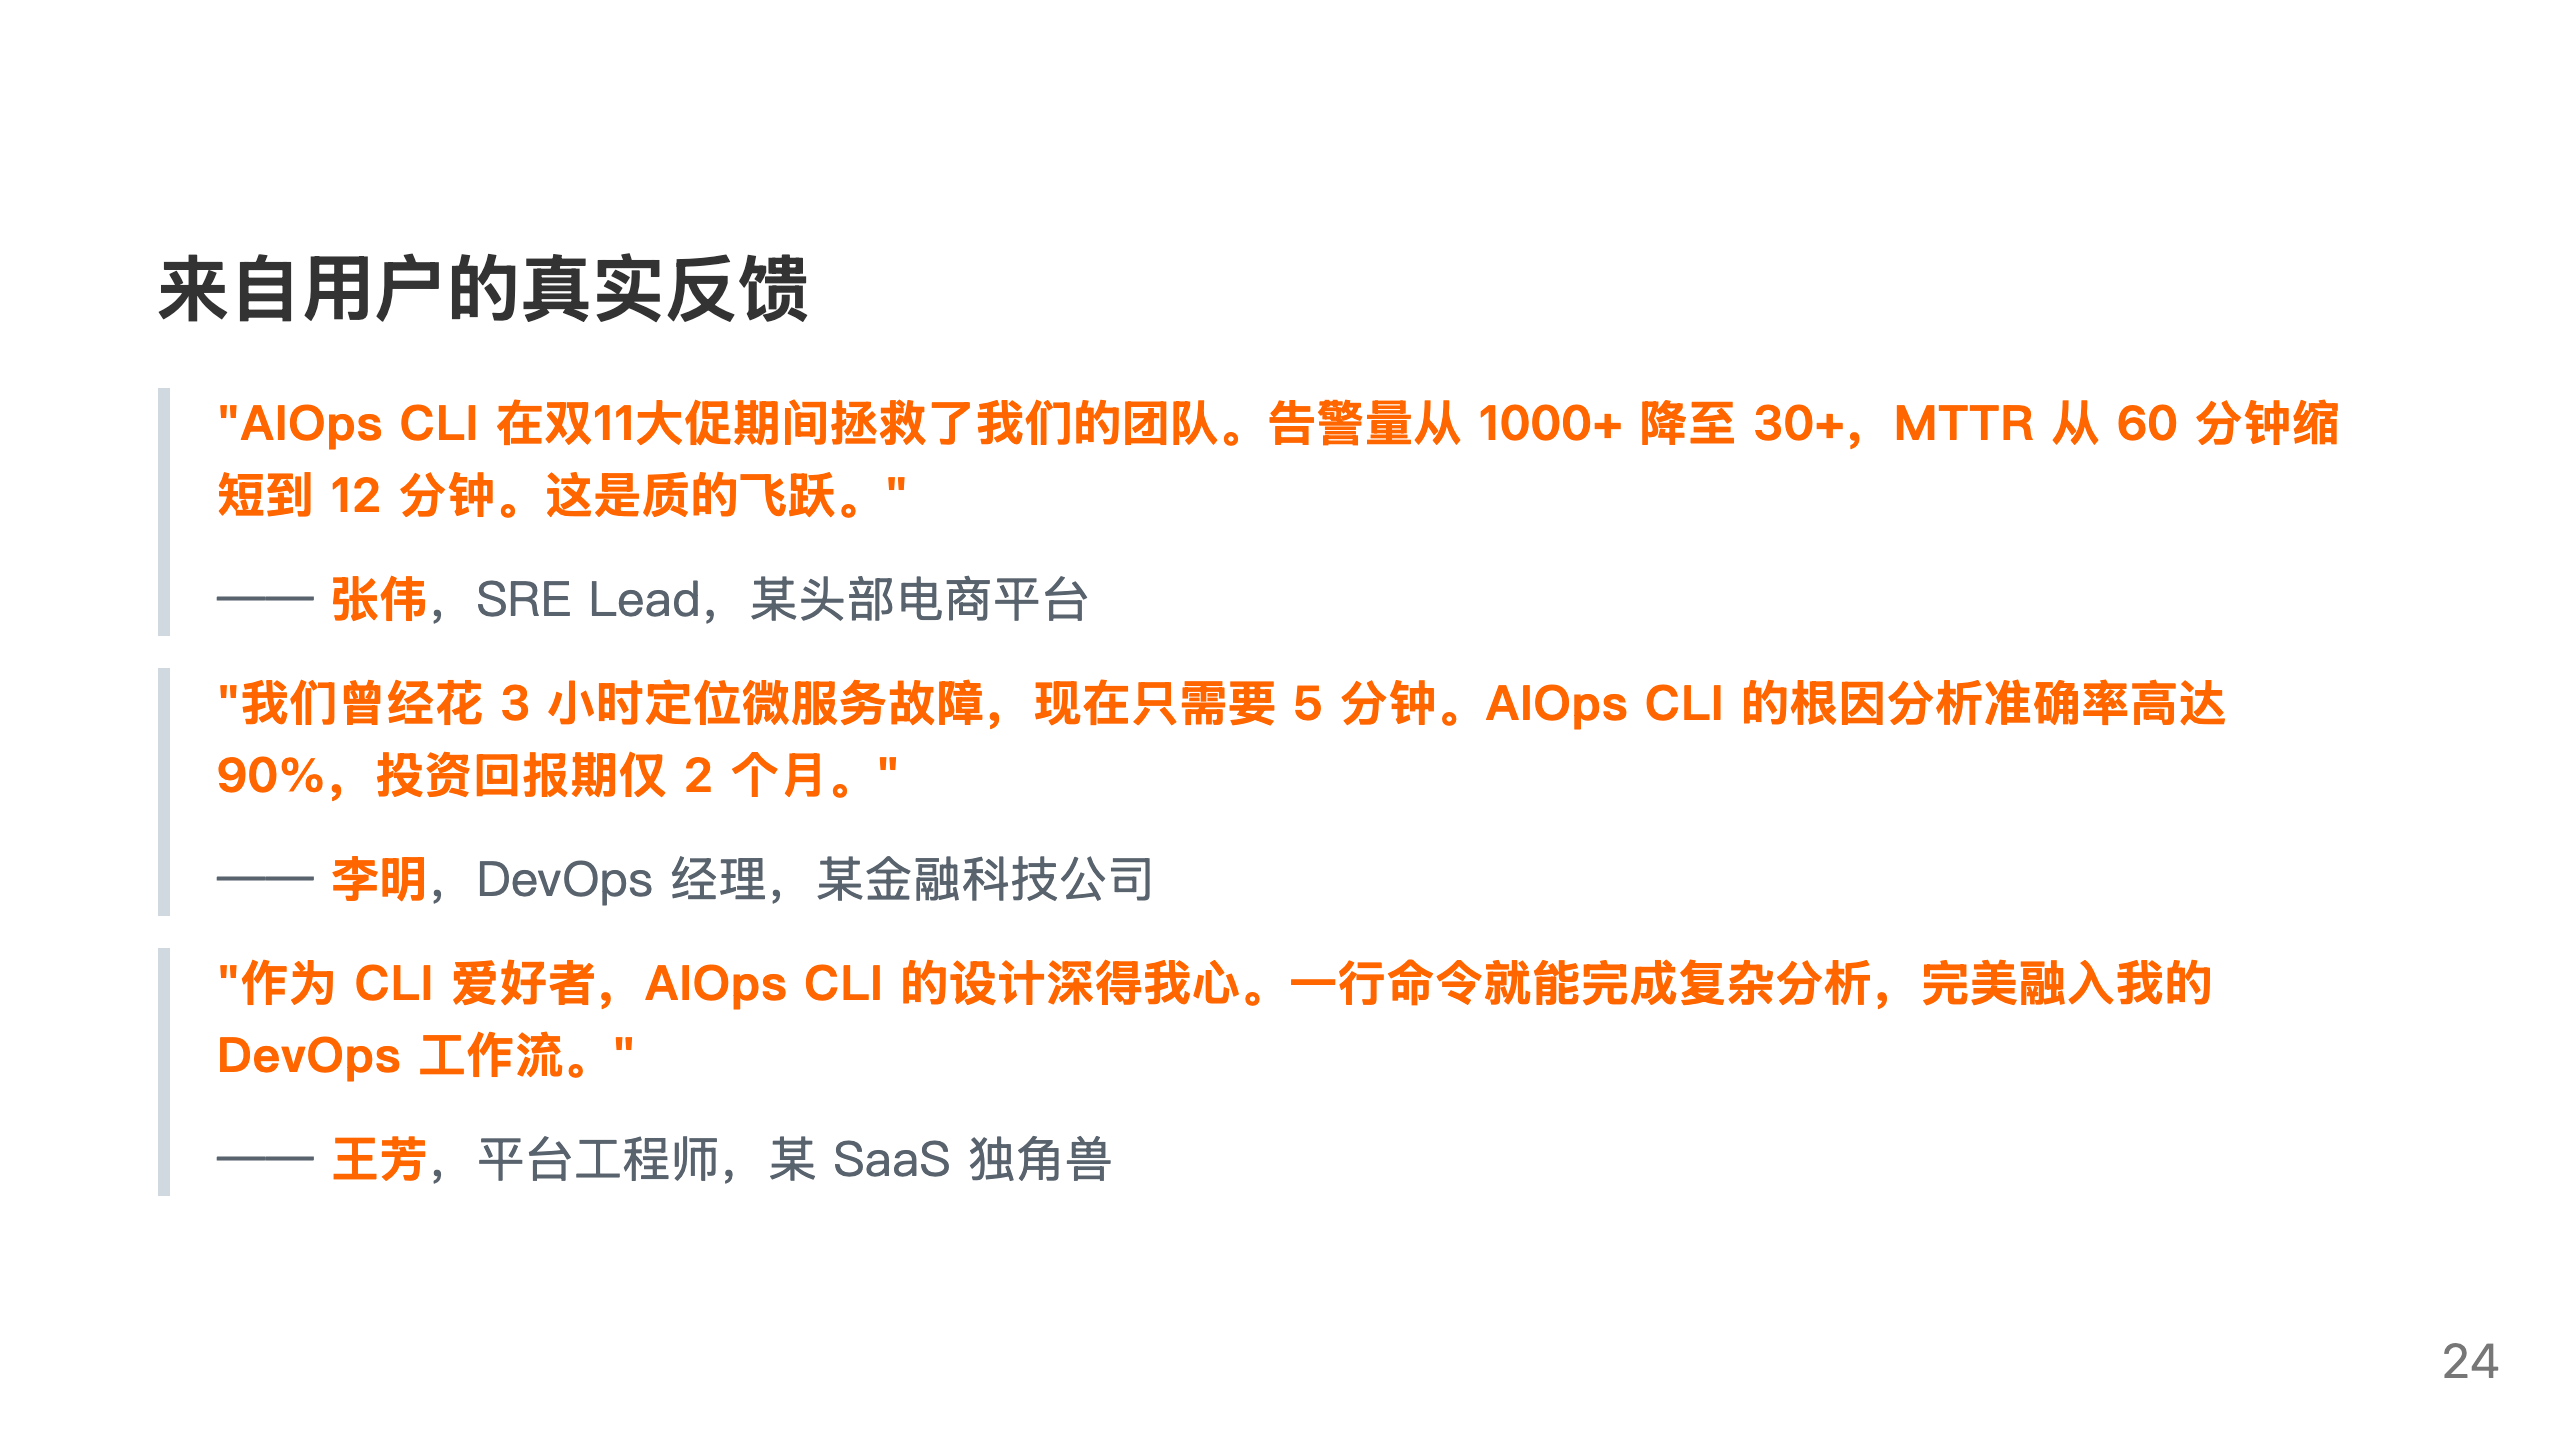 来自用户的真实反馈
"AIOps CLI 在双11大促期间拯救了我们的团队。告警量从 1000+ 降至 30+，MTTR 从 60 分钟缩
短到 12 分钟。这是质的飞跃。"
—— 张伟，SRE Lead，某头部电商平台
"我们曾经花 3 小时定位微服务故障，现在只需要 5 分钟。AIOps CLI 的根因分析准确率高达
90%，投资回报期仅 2 个月。"
—— 李明，DevOps 经理，某金融科技公司
"作为 CLI 爱好者，AIOps CLI 的设计深得我心。一行命令就能完成复杂分析，完美融入我的
DevOps 工作流。"
—— 王芳，平台工程师，某 SaaS 独角兽
24